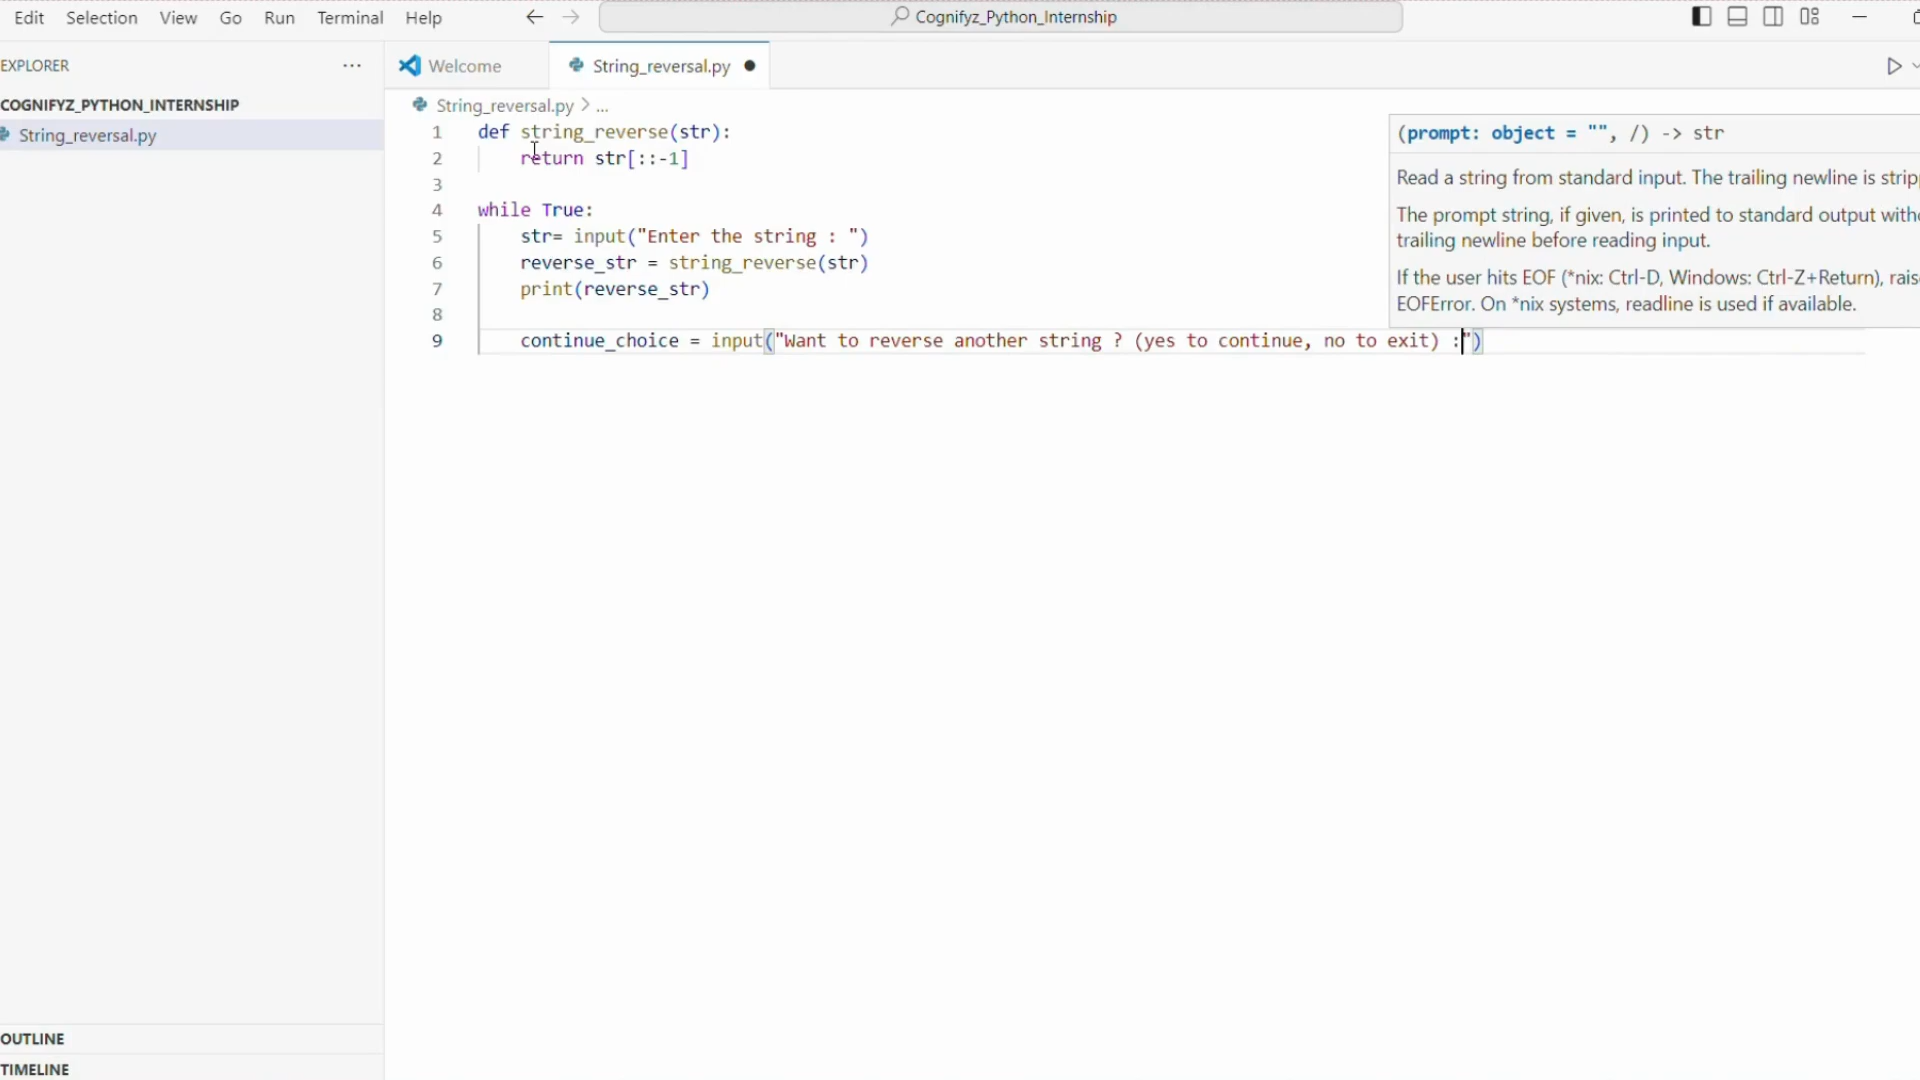 Edit Selection View Go Run Terminal Help Cognifyz_Python_Internship
EXPLORER ... Welcome String_reversal.py
COGNIFYZ_PYTHON_INTERNSHIP
String_reversal.py
String_reversal.py > ...
1 def string_reverse(str):
2 return str[::-1]
3
4 while True:
5 str= input("Enter the string : ")
6 reverse_str = string_reverse(str)
7 print(reverse_str)
8
9 continue_choice = input("Want to reverse another string ? (yes to continue, no to exit) :")
(prompt: object = "", /) -> str
Read a string from standard input. The trailing newline is strip
The prompt string, if given, is printed to standard output with
trailing newline before reading input.
If the user hits EOF (*nix: Ctrl-D, Windows: Ctrl-Z+Return), rais
EOFError. On *nix systems, readline is used if available.
OUTLINE
TIMELINE